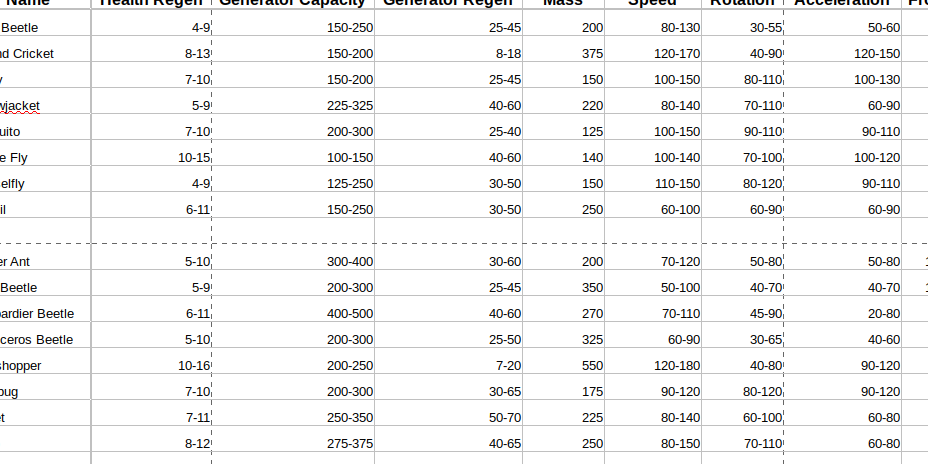 Name Health Regen Generator Capacity Generator Regen Mass Speed Rotation Acceleration
Beetle 4-9 150-250 25-45 200 80-130 30-55 50-60
Cricket 8-13 150-200 8-18 375 120-170 40-90 120-150
7-10 150-200 25-45 150 100-150 80-110 100-130
wjacket 5-9 225-325 40-60 220 80-140 70-110 60-90
uito 7-10 200-300 25-40 125 100-150 90-110 90-110
e Fly 10-15 100-150 40-60 140 100-140 70-100 100-120
elfly 4-9 125-250 30-50 150 110-150 80-120 90-110
il 6-11 150-250 30-50 250 60-100 60-90 60-90
er Ant 5-10 300-400 30-60 200 70-120 50-80 50-80
Beetle 5-9 200-300 25-45 350 50-100 40-70 40-70
ardier Beetle 6-11 400-500 40-60 270 70-110 45-90 20-80
ceros Beetle 5-10 200-300 25-50 325 60-90 30-65 40-60
shopper 10-16 200-250 7-20 550 120-180 40-80 90-120
bug 7-10 200-300 30-65 175 90-120 80-120 90-120
et 7-11 250-350 50-70 225 80-140 60-100 60-80
8-12 275-375 40-65 250 80-150 70-110 60-80